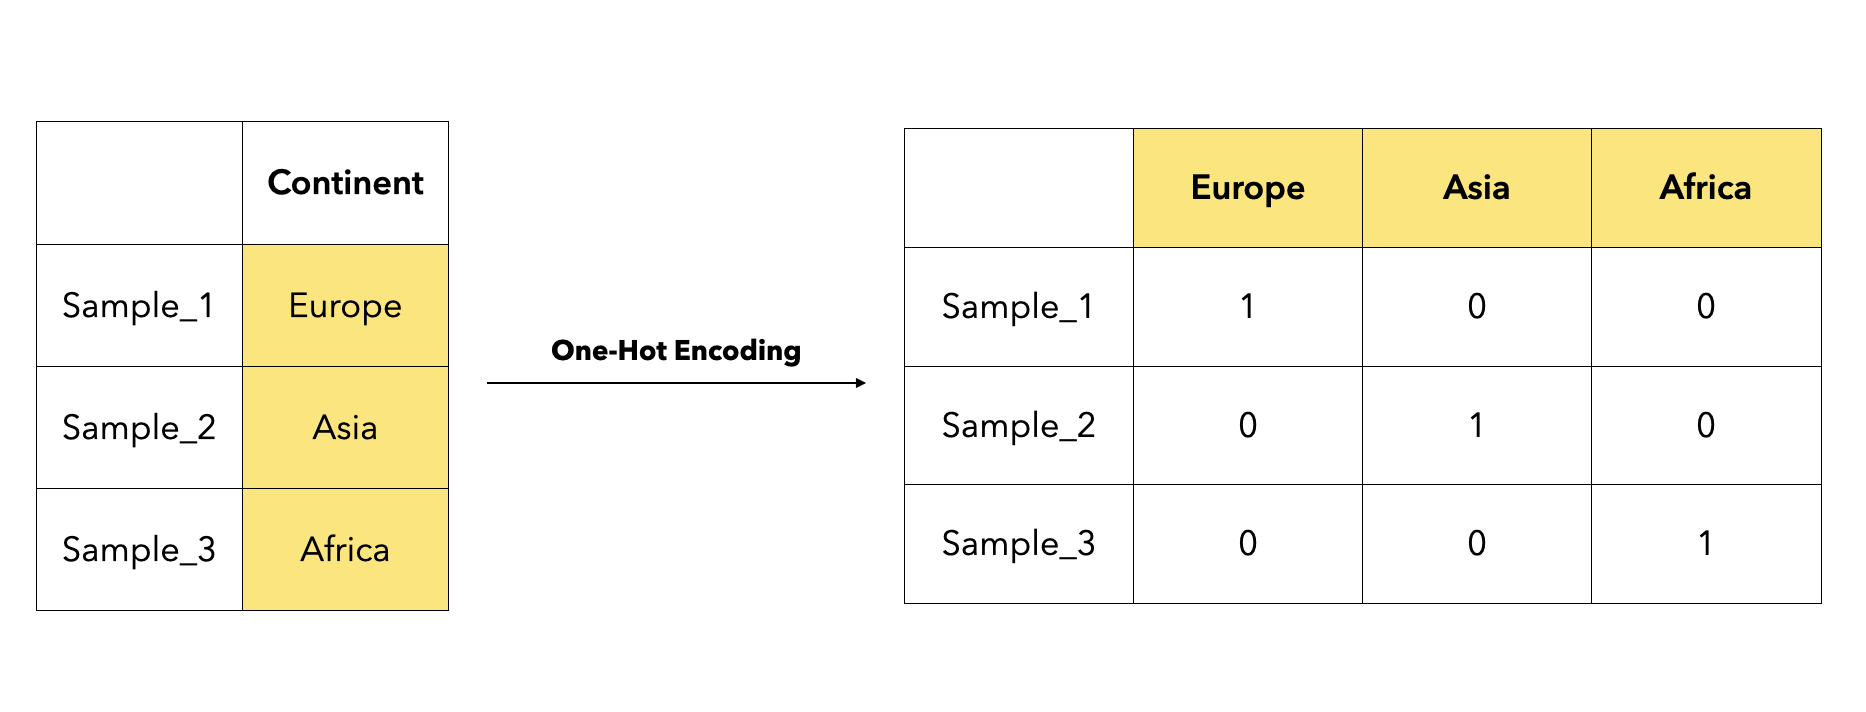 Continent
Sample_1 Europe
Sample_2 Asia
Sample_3 Africa
One-Hot Encoding
Europe Asia Africa
Sample_1 1 0 0
Sample_2 0 1 0
Sample_3 0 0 1